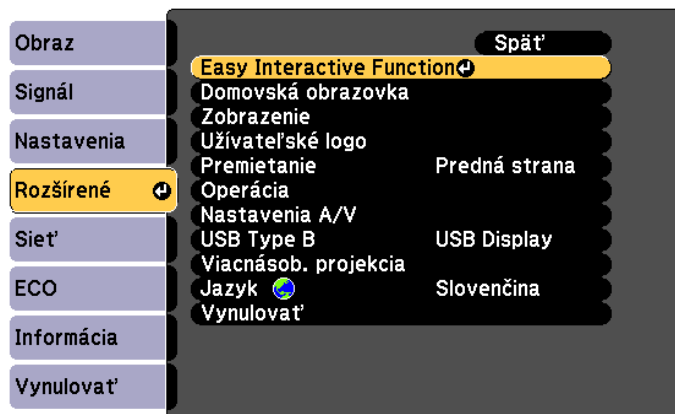 Obraz
Signál
Nastavenia
Rozšírené
Sieť
ECO
Informácia
Vynulovať
Späť
Easy Interactive Function
Domovská obrazovka
Zobrazenie
Užívateľské logo
Premietanie Predná strana
Operácia
Nastavenia A/V
USB Type B USB Display
Viacnásob. projekcia
Jazyk Slovenčina
Vynulovať